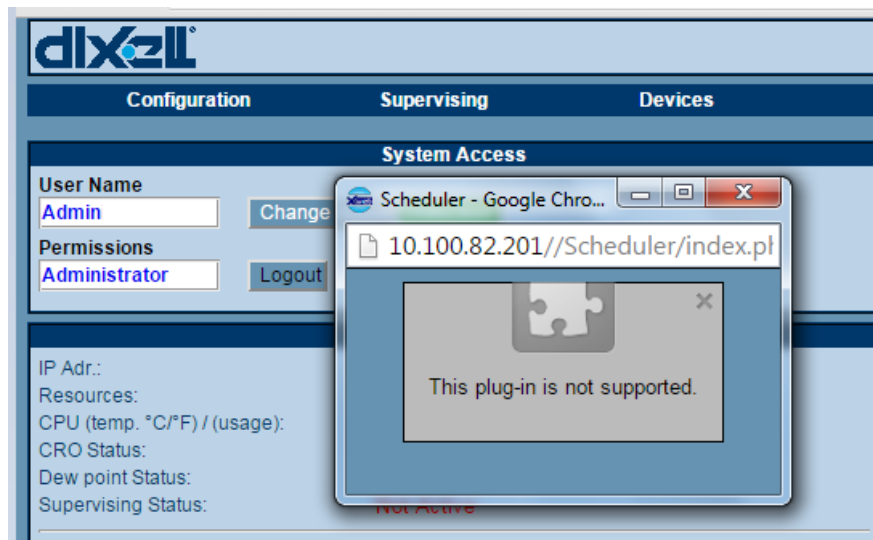 dixell
Configuration Supervising Devices
System Access
User Name
Admin Change
Permissions
Administrator Logout
Scheduler - Google Chro...
10.100.82.201//Scheduler/index.ph
This plug-in is not supported.
IP Adr.:
Resources:
CPU (temp. °C/°F) / (usage):
CRO Status:
Dew point Status:
Supervising Status: Not Active